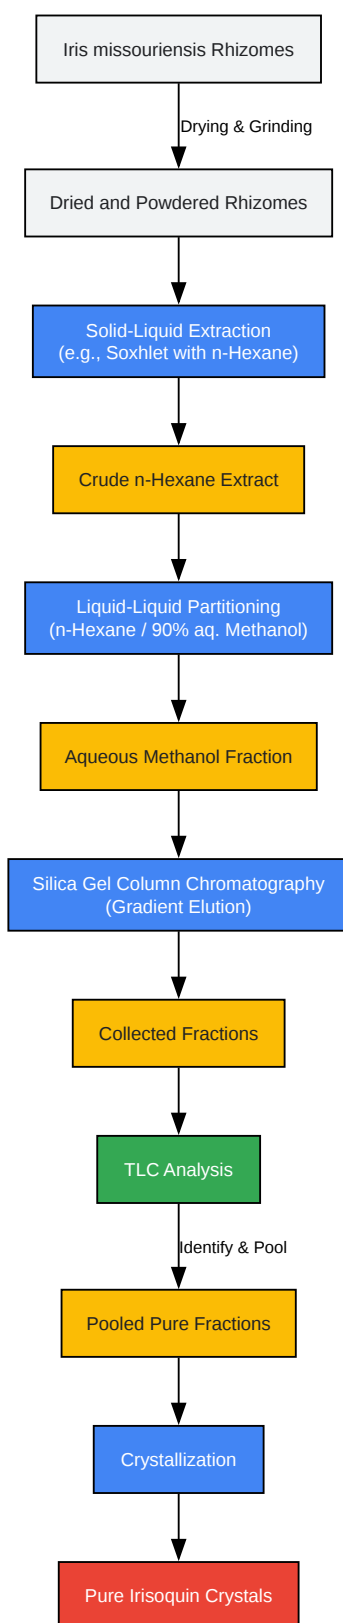 Iris missouriensis Rhizomes
Drying & Grinding
Dried and Powdered Rhizomes
Solid-Liquid Extraction
(e.g., Soxhlet with n-Hexane)
Crude n-Hexane Extract
Liquid-Liquid Partitioning
(n-Hexane / 90% aq. Methanol)
Aqueous Methanol Fraction
Silica Gel Column Chromatography
(Gradient Elution)
Collected Fractions
TLC Analysis
Identify & Pool
Pooled Pure Fractions
Crystallization
Pure Irisoquin Crystals